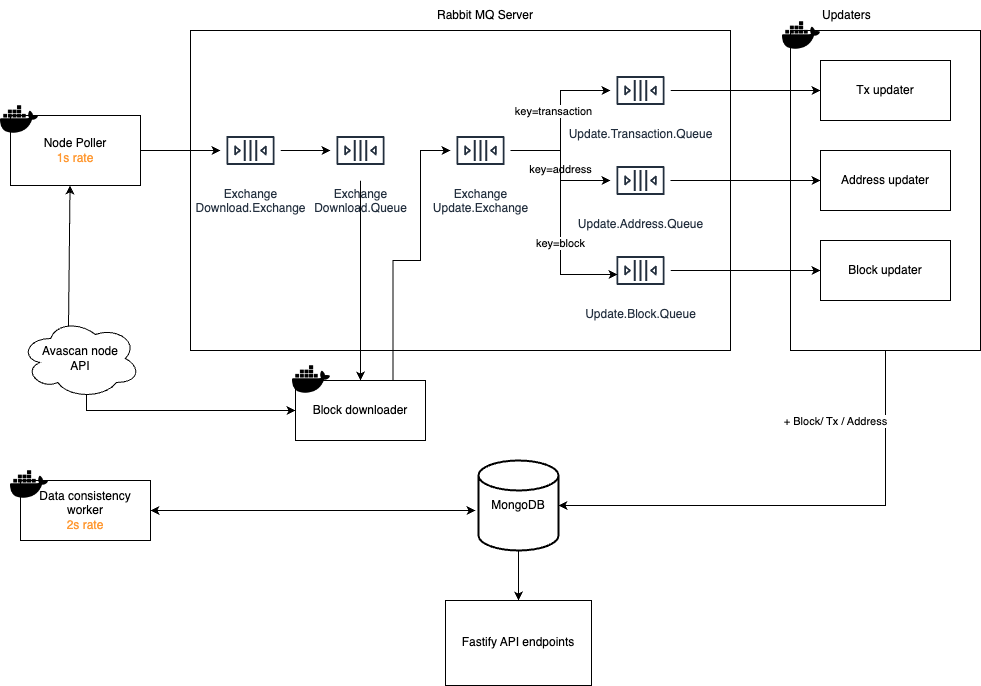 Rabbit MQ Server
Updaters
Node Poller
1s rate
Exchange
Download.Exchange
Exchange
Download.Queue
Exchange
Update.Exchange
key=transaction
key=address
key=block
Update.Transaction.Queue
Update.Address.Queue
Update.Block.Queue
Tx updater
Address updater
Block updater
Avascan node
API
Block downloader
+ Block/ Tx / Address
Data consistency
worker
2s rate
MongoDB
Fastify API endpoints